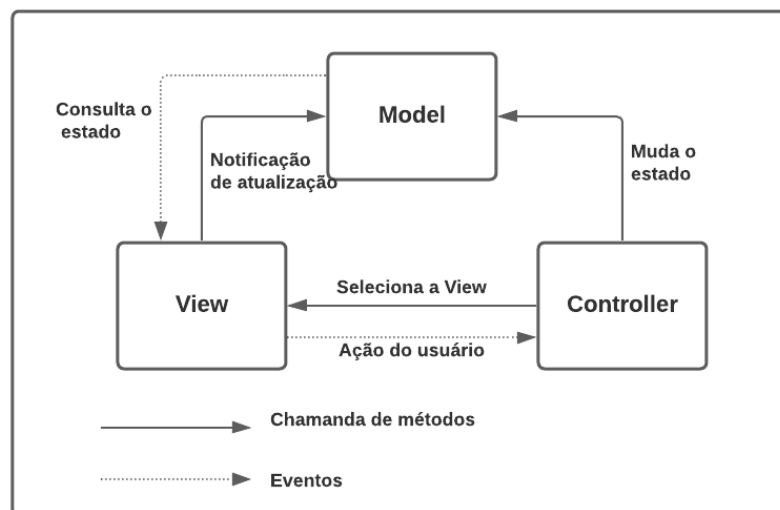 Model
Consulta o
estado
Notificação
de atualização
Muda o
estado
View
Seleciona a View
Controller
Ação do usuário
Chamanda de métodos
Eventos